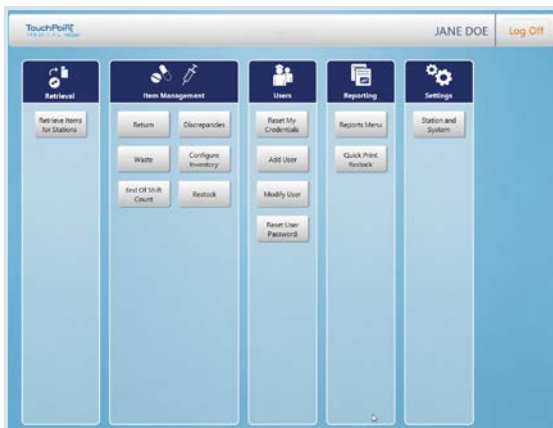 TouchPoint
MEDICAL
JANE DOE
Log Off
Retrieval
Retrieve Items
for Stations
Item Management
Return
Discrepancies
Waste
Configure
Inventory
End Of Shift
Count
Restock
Users
Reset My
Credentials
Add User
Modify User
Reset User
Password
Reporting
Reports Menu
Quick Print
Restock
Settings
Station and
System